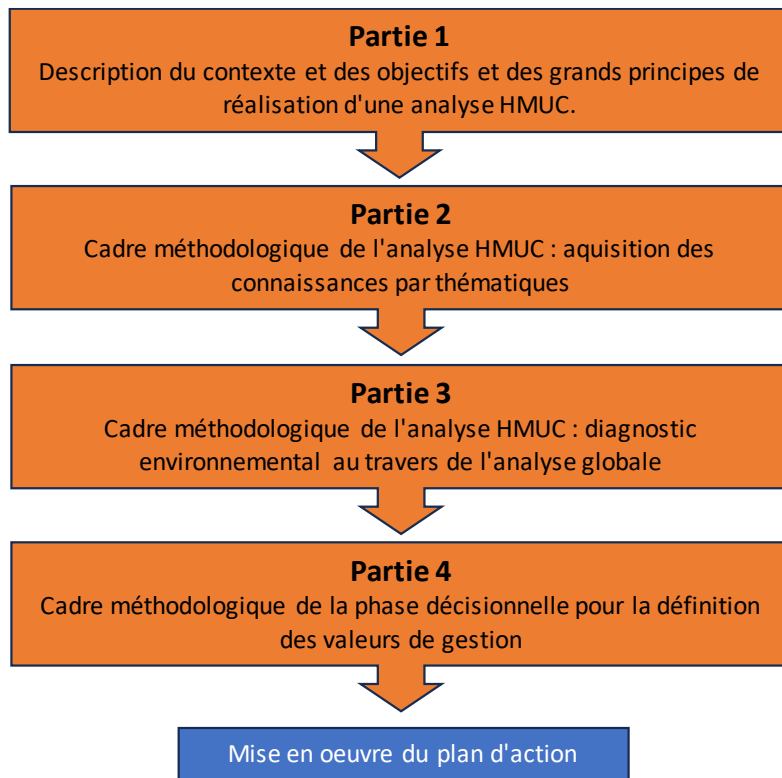 Partie 1
Description du contexte et des objectifs et des grands principes de
réalisation d'une analyse HMUC.
Partie 2
Cadre méthodologique de l'analyse HMUC : aquisition des
connaissances par thématiques
Partie 3
Cadre méthodologique de l'analyse HMUC : diagnostic
environnemental au travers de l'analyse globale
Partie 4
Cadre méthodologique de la phase décisionnelle pour la définition
des valeurs de gestion
Mise en oeuvre du plan d'action